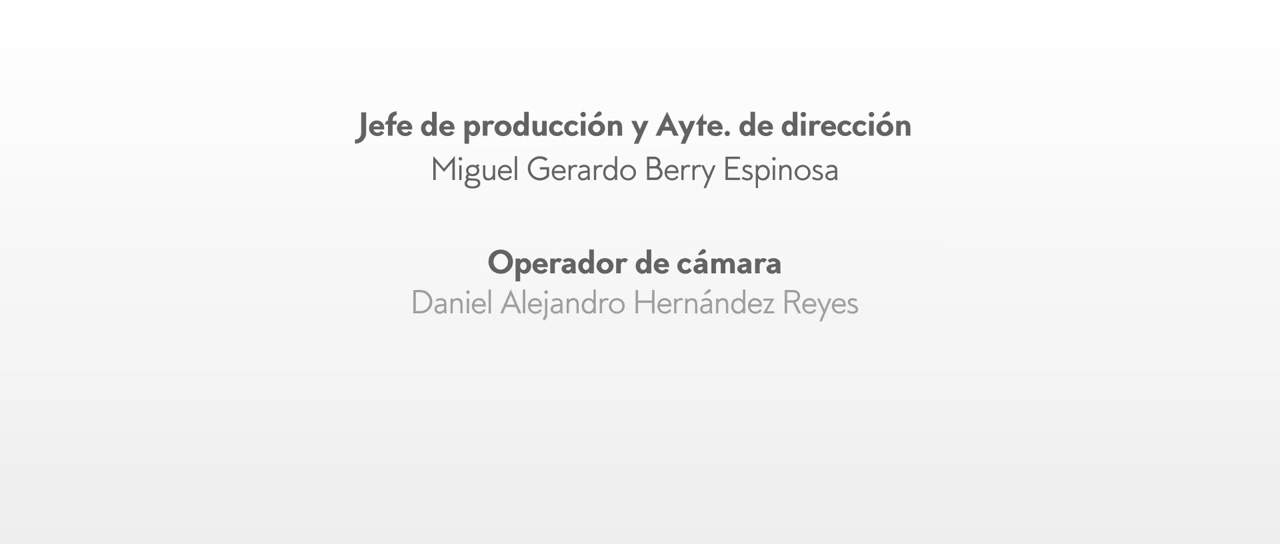 Jefe de producción y Ayte. de dirección
Miguel Gerardo Berry Espinosa
Operador de cámara
Daniel Alejandro Hernández Reyes